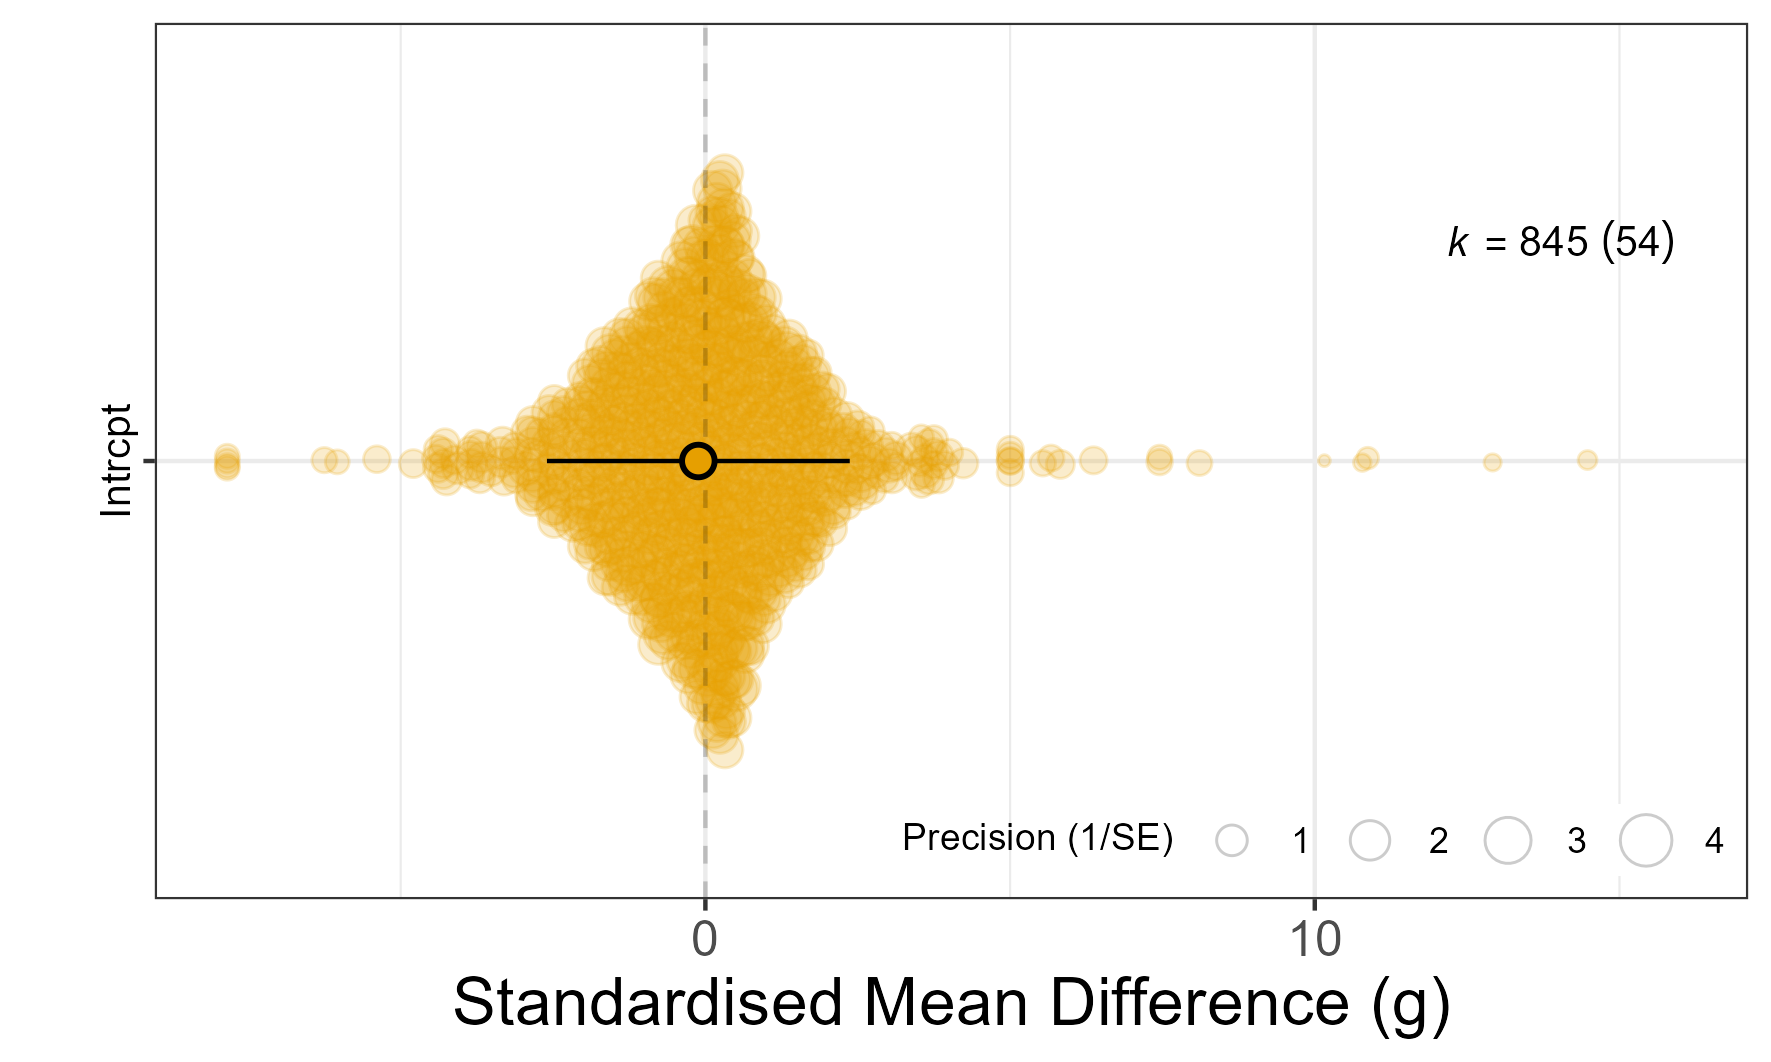 k = 845 (54)
Intrcpt
Precision (1/SE) 1 2 3 4
0 10
Standardised Mean Difference (g)